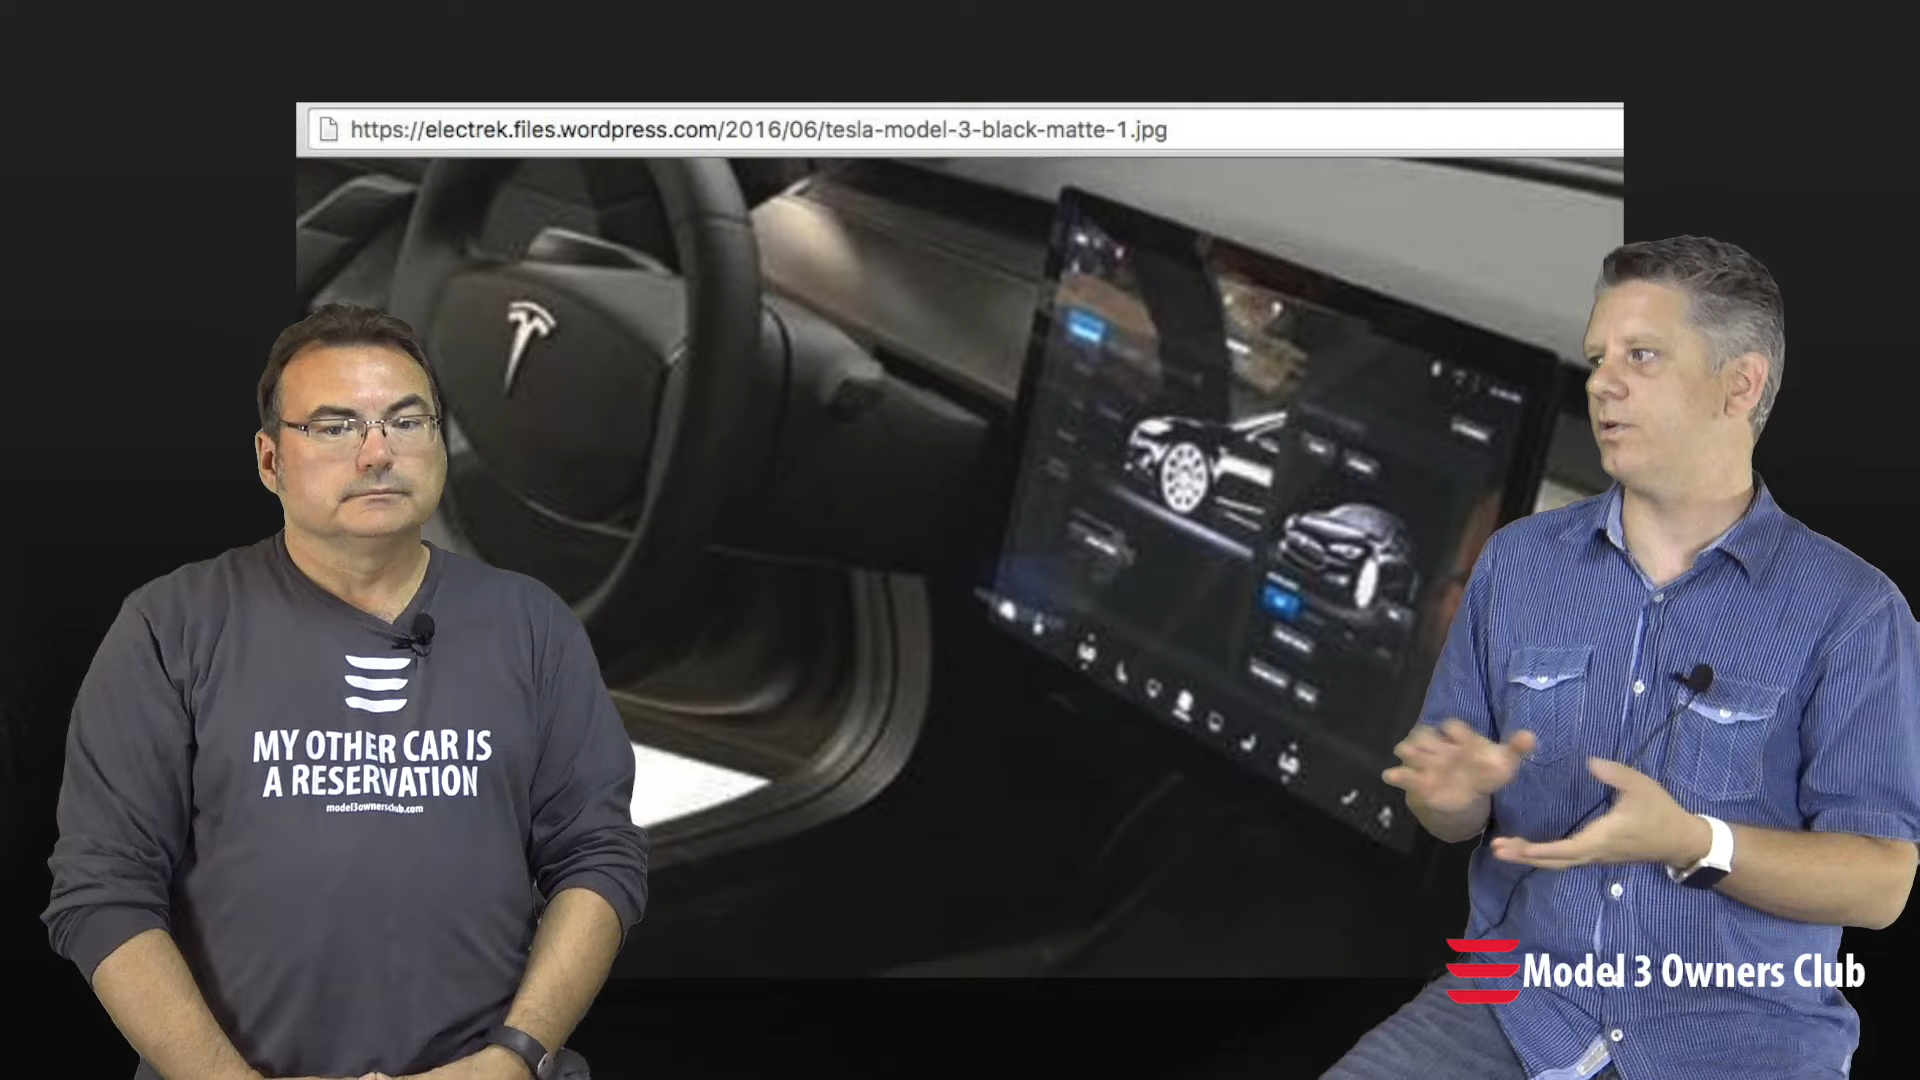 https://electrek.files.wordpress.com/2016/06/tesla-model-3-black-matte-1.jpg
MY OTHER CAR IS
A RESERVATION
model3ownersclub.com
Model 3 Owners Club